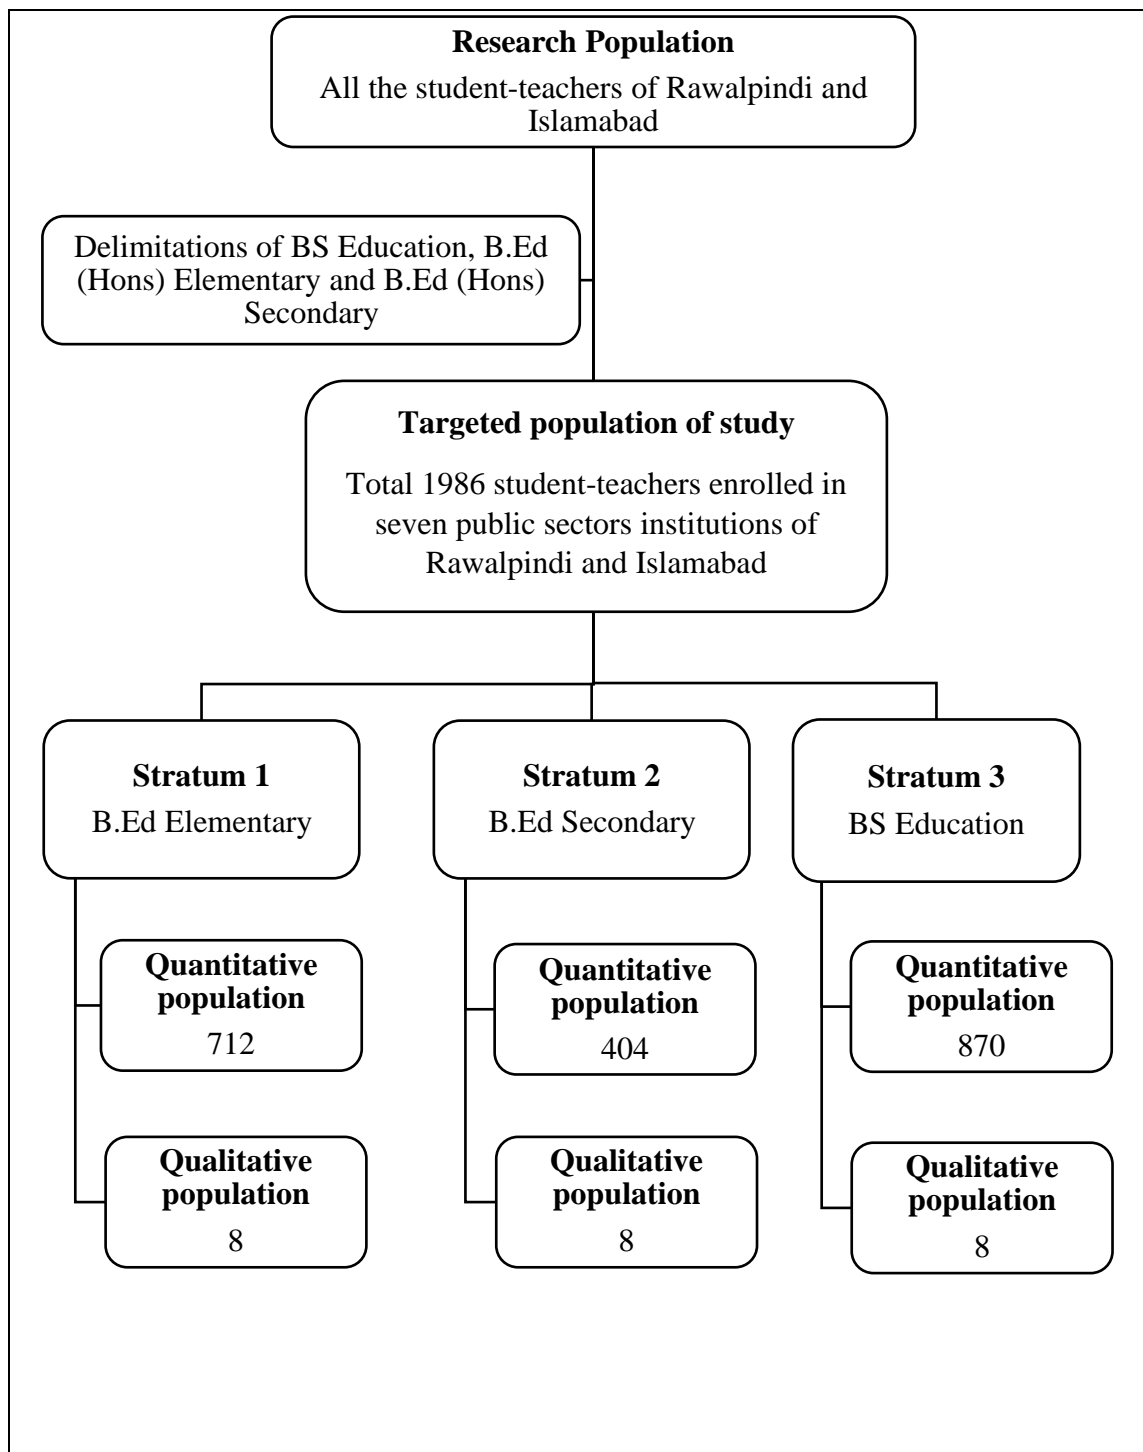 Research Population
All the student-teachers of Rawalpindi and
Islamabad
Delimitations of BS Education, B.Ed
(Hons) Elementary and B.Ed (Hons)
Secondary
Targeted population of study
Total 1986 student-teachers enrolled in
seven public sectors institutions of
Rawalpindi and Islamabad
Stratum 1
B.Ed Elementary
Stratum 2
B.Ed Secondary
Stratum 3
BS Education
Quantitative
population
712
Quantitative
population
404
Quantitative
population
870
Qualitative
population
8
Qualitative
population
8
Qualitative
population
8